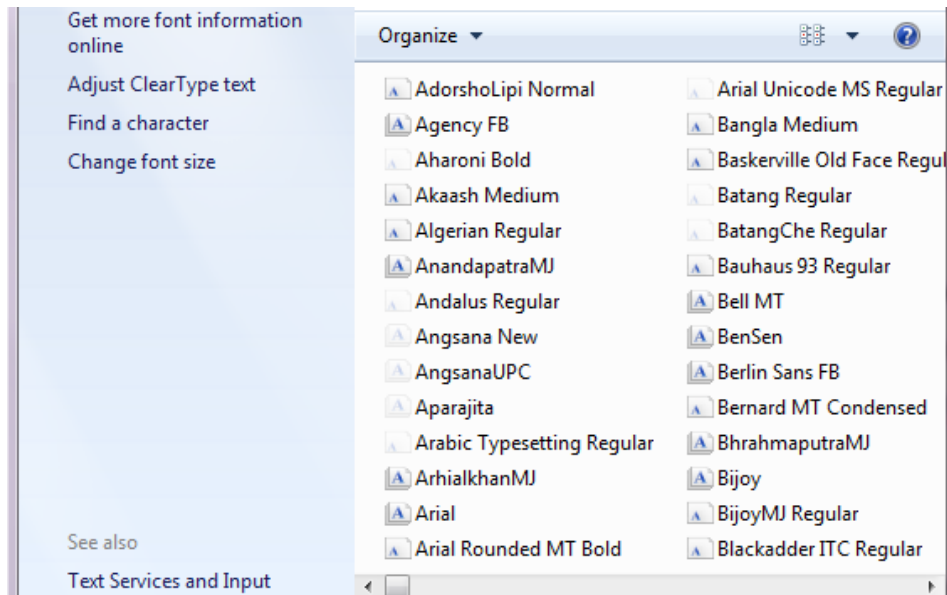 Get more font information
online
Adjust ClearType text
Find a character
Change font size
See also
Text Services and Input
Organize
AdorshoLipi Normal
Agency FB
Aharoni Bold
Akaash Medium
Algerian Regular
AnandapatraMJ
Andalus Regular
Angsana New
AngsanaUPC
Aparajita
Arabic Typesetting Regular
ArhialkhanMJ
Arial
Arial Rounded MT Bold
Arial Unicode MS Regular
Bangla Medium
Baskerville Old Face Regul
Batang Regular
BatangChe Regular
Bauhaus 93 Regular
Bell MT
BenSen
Berlin Sans FB
Bernard MT Condensed
BhrahmaputraMJ
Bijoy
BijoyMJ Regular
Blackadder ITC Regular